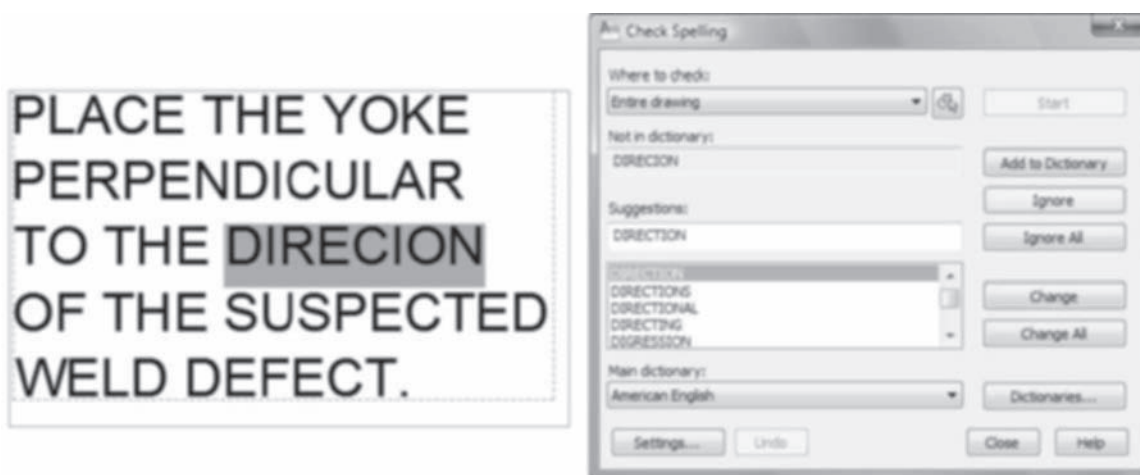 PLACE THE YOKE
PERPENDICULAR
TO THE DIRECION
OF THE SUSPECTED
WELD DEFECT.
Check Spelling
Where to check:
Entire drawing
Start
Not in dictionary:
DIRECION
Add to Dictionary
Ignore
Suggestions:
DIRECTION
Ignore All
DIRECTION
DIRECTIONS
DIRECTIONAL
DIRECTING
DIGRESSION
Change
Change All
Main dictionary:
American English
Dictionaries...
Settings...
Undo
Close
Help